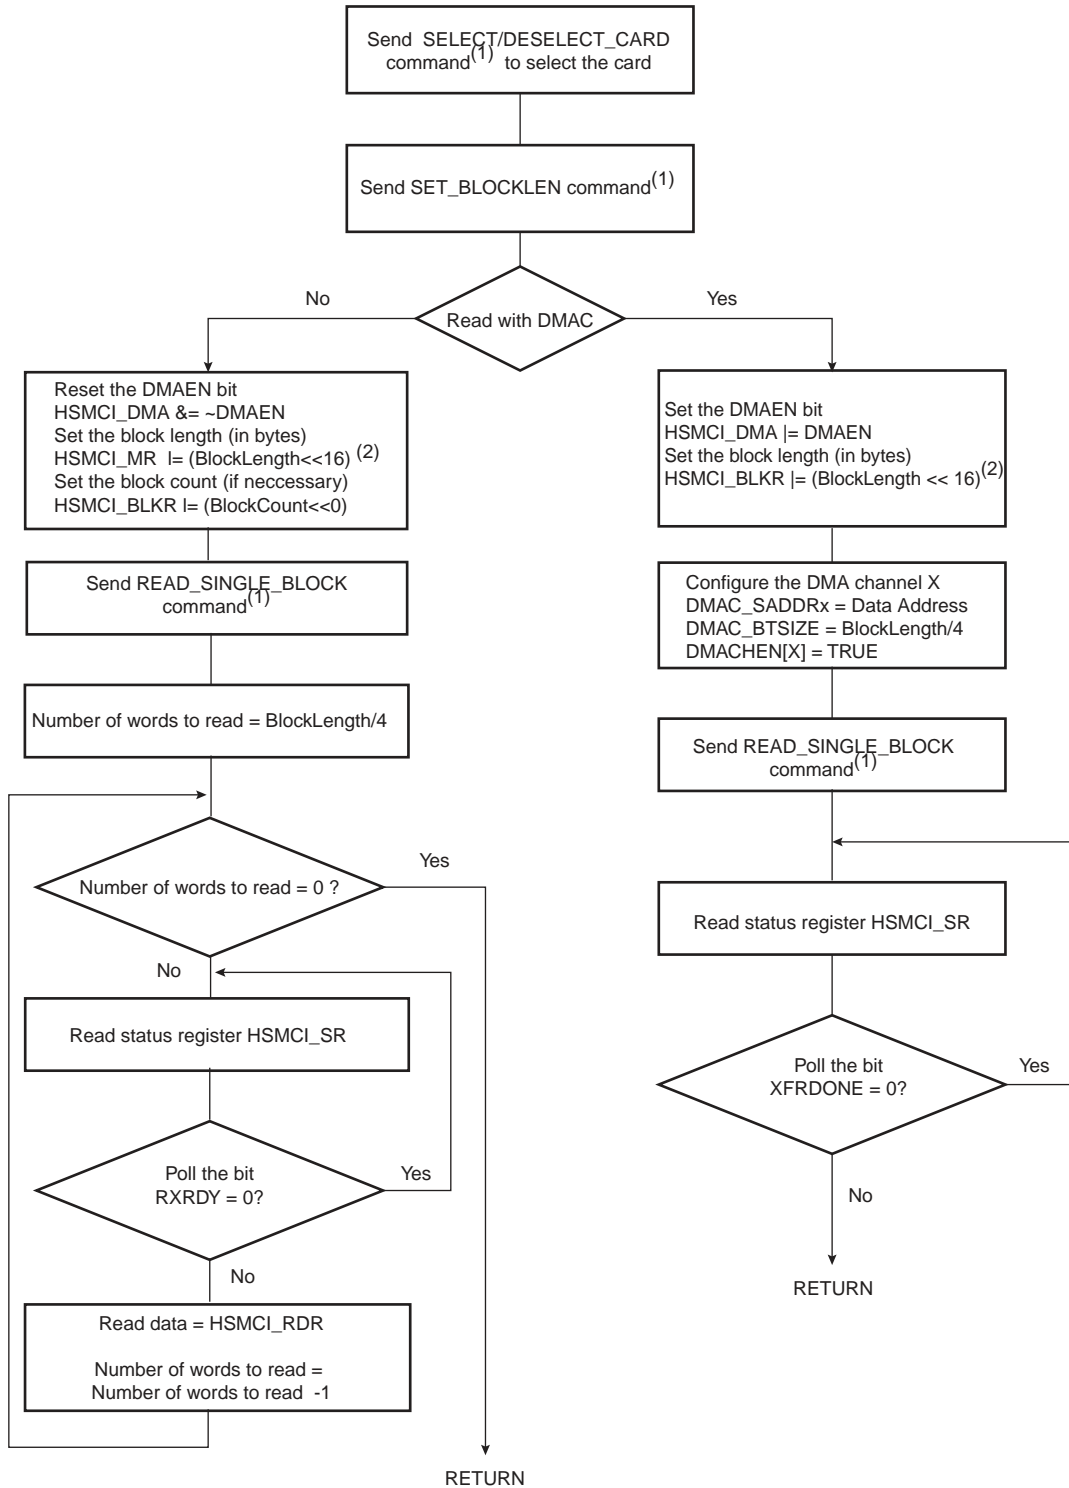 Send SELECT/DESELECT_CARD
command(1) to select the card
Send SET_BLOCKLEN command(1)
No
Yes
Read with DMAC
Reset the DMAEN bit
HSMCI_DMA &= ~DMAEN
Set the block length (in bytes)
HSMCI_MR l= (BlockLength<<16) (2)
Set the block count (if neccessary)
HSMCI_BLKR l= (BlockCount<<0)
Send READ_SINGLE_BLOCK
command(1)
Number of words to read = BlockLength/4
Number of words to read = 0 ?
Yes
No
Read status register HSMCI_SR
Poll the bit
RXRDY = 0?
Yes
No
Read data = HSMCI_RDR
Number of words to read =
Number of words to read -1
RETURN
Set the DMAEN bit
HSMCI_DMA |= DMAEN
Set the block length (in bytes)
HSMCI_BLKR |= (BlockLength << 16)(2)
Configure the DMA channel X
DMAC_SADDRx = Data Address
DMAC_BTSIZE = BlockLength/4
DMACHEN[X] = TRUE
Send READ_SINGLE_BLOCK
command(1)
Read status register HSMCI_SR
Poll the bit
XFRDONE = 0?
Yes
No
RETURN